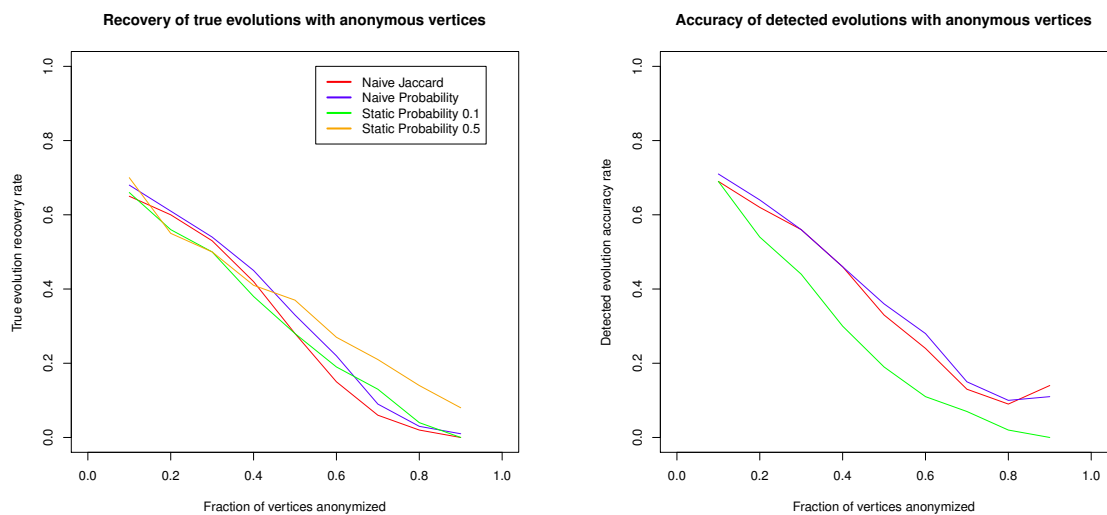 Recovery of true evolutions with anonymous vertices
True evolution recovery rate
1.0
0.8
0.6
0.4
0.2
0.0
Naive Jaccard
Naive Probability
Static Probability 0.1
Static Probability 0.5
0.0 0.2 0.4 0.6 0.8 1.0
Fraction of vertices anonymized
Accuracy of detected evolutions with anonymous vertices
Detected evolution accuracy rate
1.0
0.8
0.6
0.4
0.2
0.0
0.0 0.2 0.4 0.6 0.8 1.0
Fraction of vertices anonymized